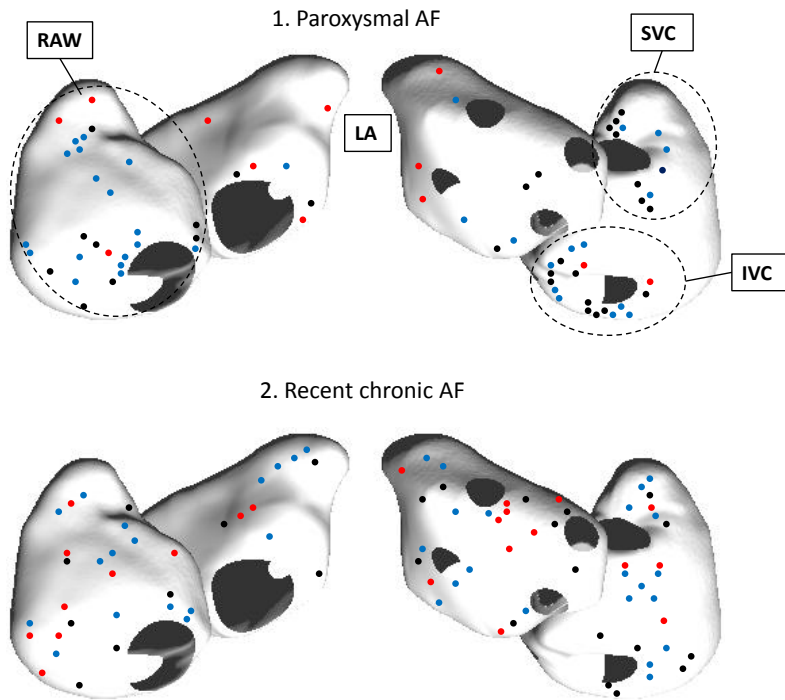 1. Paroxysmal AF
RAW
SVC
LA
IVC
2. Recent chronic AF